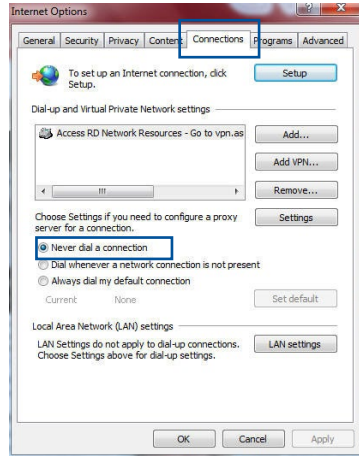 Internet Options
General Security Privacy Content Connections Programs Advanced
To set up an Internet connection, click
Setup.
Setup
Dial-up and Virtual Private Network settings
Access RD Network Resources - Go to vpn.as
Add...
Add VPN...
Remove...
Choose Settings if you need to configure a proxy
server for a connection.
Settings
Never dial a connection
Dial whenever a network connection is not present
Always dial my default connection
Current None
Set default
Local Area Network (LAN) settings
LAN Settings do not apply to dial-up connections.
Choose Settings above for dial-up settings.
LAN settings
OK Cancel Apply